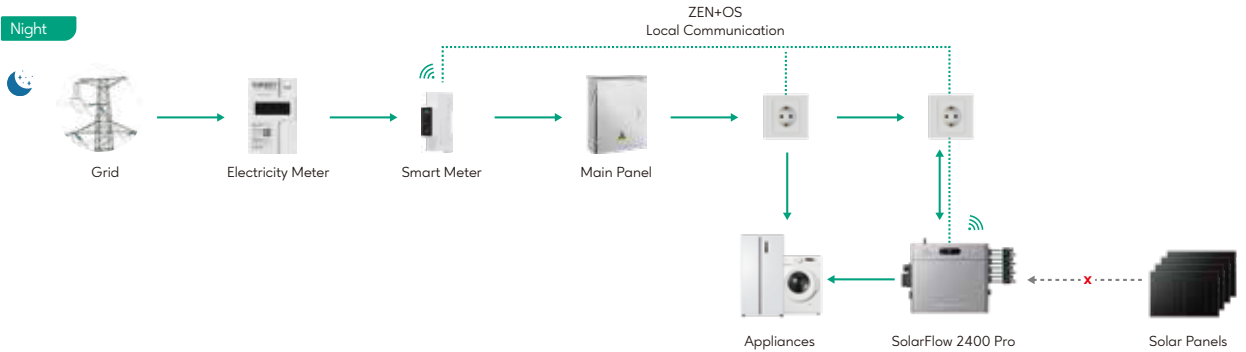 Night
ZEN+OS
Local Communication
Grid
Electricity Meter
Smart Meter
Main Panel
x
Appliances
SolarFlow 2400 Pro
Solar Panels